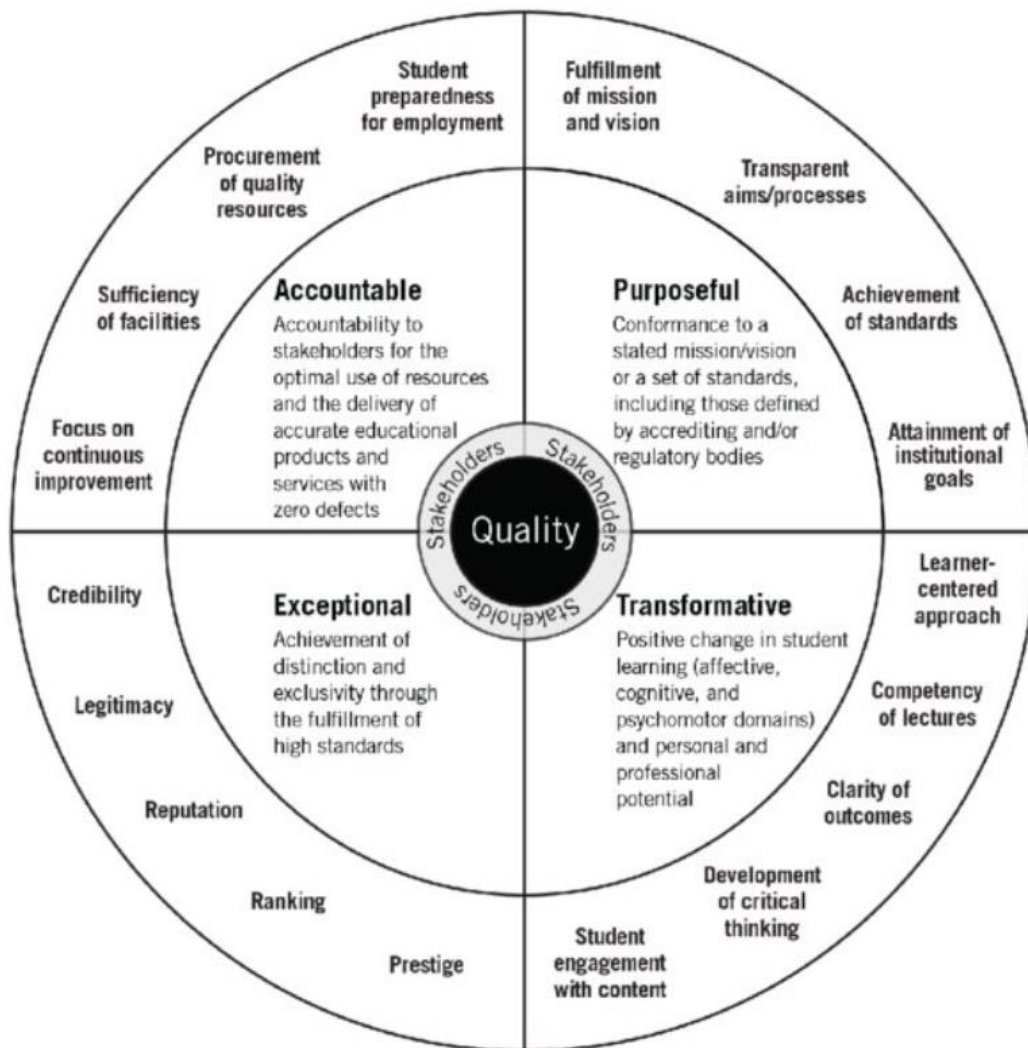 Student
preparedness
for employment
Procurement
of quality
resources
Sufficiency
of facilities
Focus on
continuous
improvement
Accountable
Accountability to
stakeholders for the
optimal use of resources
and the delivery of
accurate educational
products and
services with
zero defects
Fulfillment
of mission
and vision
Transparent
aims/processes
Achievement
of standards
Attainment of
institutional
goals
Purposeful
Conformance to a
stated mission/vision
or a set of standards,
including those defined
by accrediting and/or
regulatory bodies
Stakeholders
Stakeholders
Stakeholders
Quality
Credibility
Legitimacy
Reputation
Ranking
Prestige
Exceptional
Achievement of
distinction and
exclusivity through
the fulfillment of
high standards
Transformative
Positive change in student
learning (affective,
cognitive, and
psychomotor domains)
and personal and
professional
potential
Learner-
centered
approach
Competency
of lectures
Clarity of
outcomes
Development
of critical
thinking
Student
engagement
with content